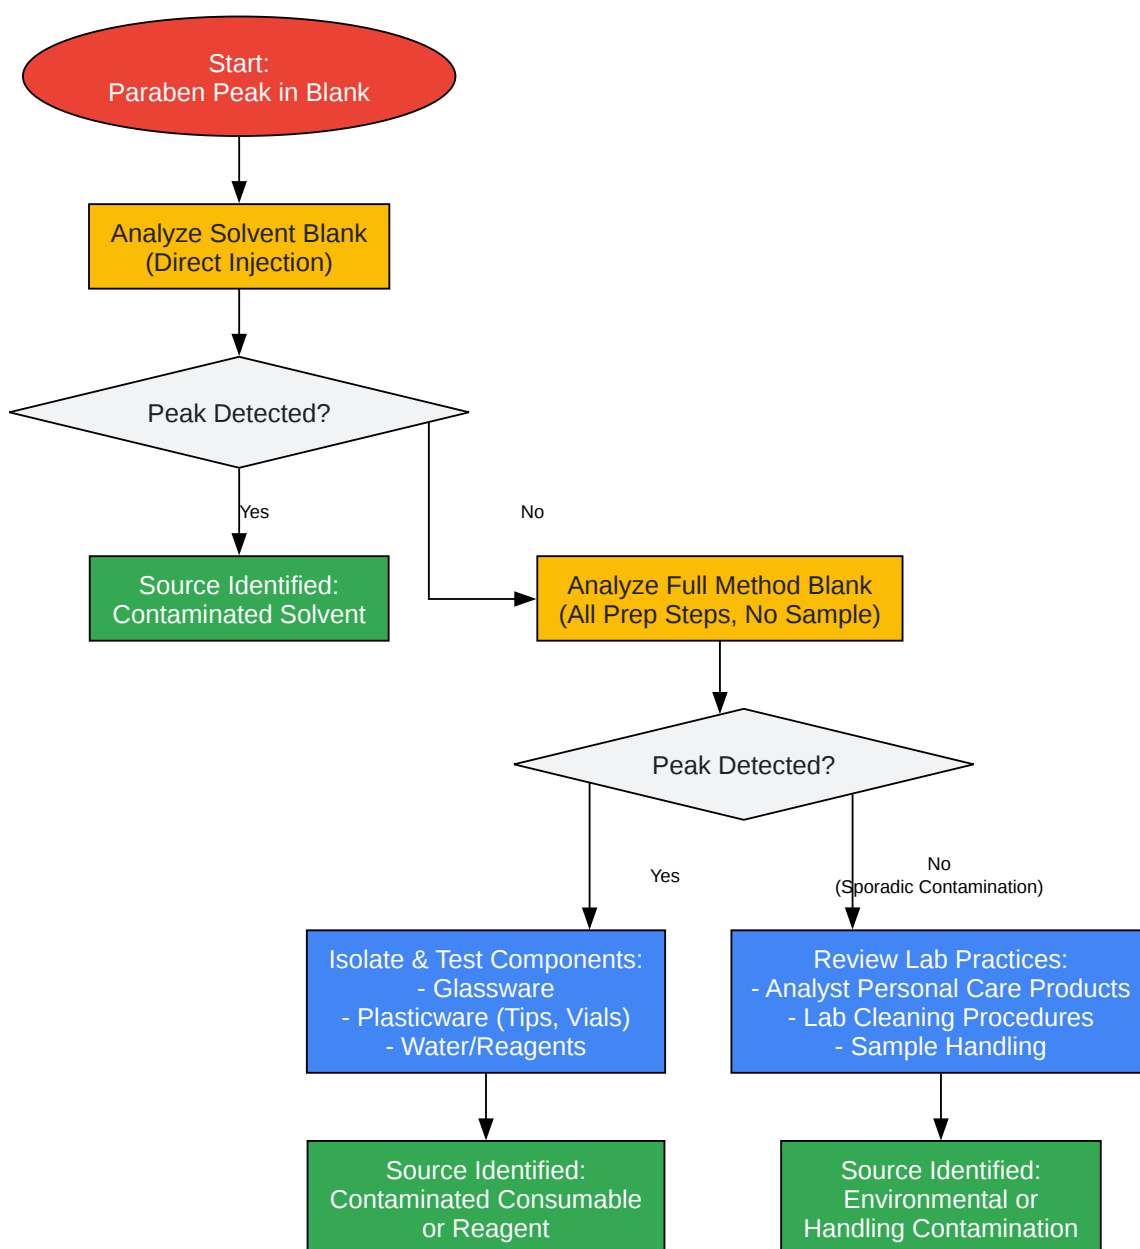 Start:
Paraben Peak in Blank
Analyze Solvent Blank
(Direct Injection)
Peak Detected?
Yes
No
Source Identified:
Contaminated Solvent
Analyze Full Method Blank
(All Prep Steps, No Sample)
Peak Detected?
Yes
No
(Sporadic Contamination)
Isolate & Test Components:
- Glassware
- Plasticware (Tips, Vials)
- Water/Reagents
Review Lab Practices:
- Analyst Personal Care Products
- Lab Cleaning Procedures
- Sample Handling
Source Identified:
Contaminated Consumable
or Reagent
Source Identified:
Environmental or
Handling Contamination